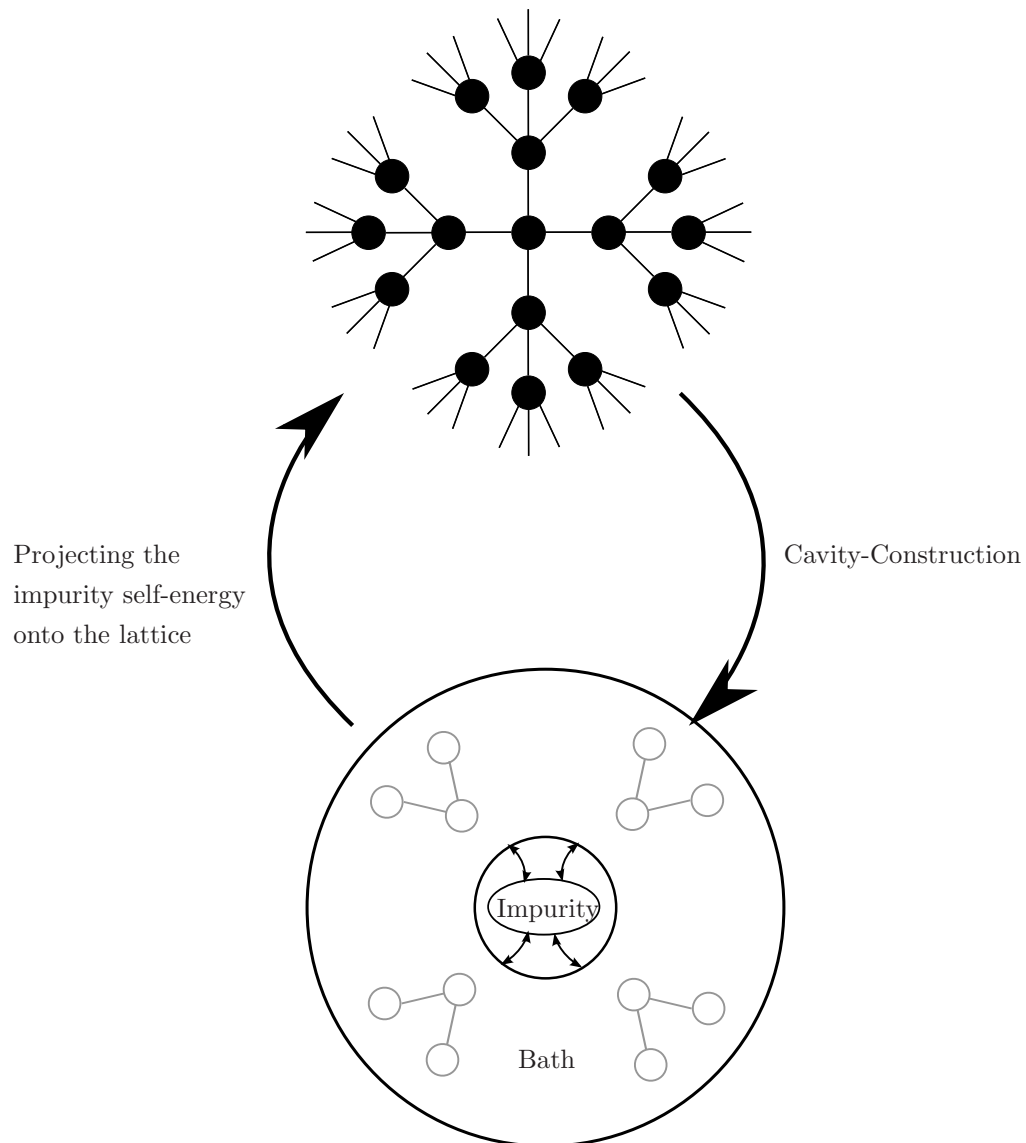 Projecting the
impurity self-energy
onto the lattice
Cavity-Construction
Impurity
Bath